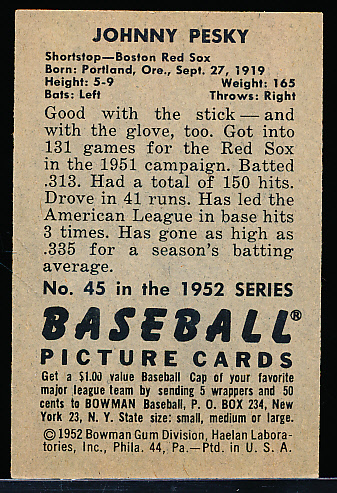 JOHNNY PESKY
Shortstop—Boston Red Sox
Born: Portland, Ore., Sept. 27, 1919
Height: 5-9 Weight: 165
Bats: Left Throws: Right
Good with the stick — and
with the glove, too. Got into
131 games for the Red Sox
in the 1951 campaign. Batted
.313. Had a total of 150 hits.
Drove in 41 runs. Has led the
American League in base hits
3 times. Has gone as high as
.335 for a season's batting
average.
No. 45 in the 1952 SERIES
BASEBALL®
PICTURE CARDS
Get a $1.00 value Baseball Cap of your favorite
major league team by sending 5 wrappers and 50
cents to BOWMAN Baseball, P. O. BOX 234, New
York 23, N. Y. State size: small, medium or large.
©1952 Bowman Gum Division, Haelan Labora-
tories, Inc., Phila. 44, Pa.—Ptd. in U. S. A.